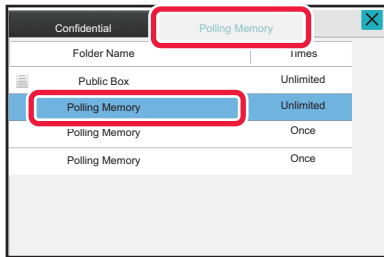 Confidential Polling Memory
Folder Name Times
Public Box Unlimited
Polling Memory Unlimited
Polling Memory Once
Polling Memory Once